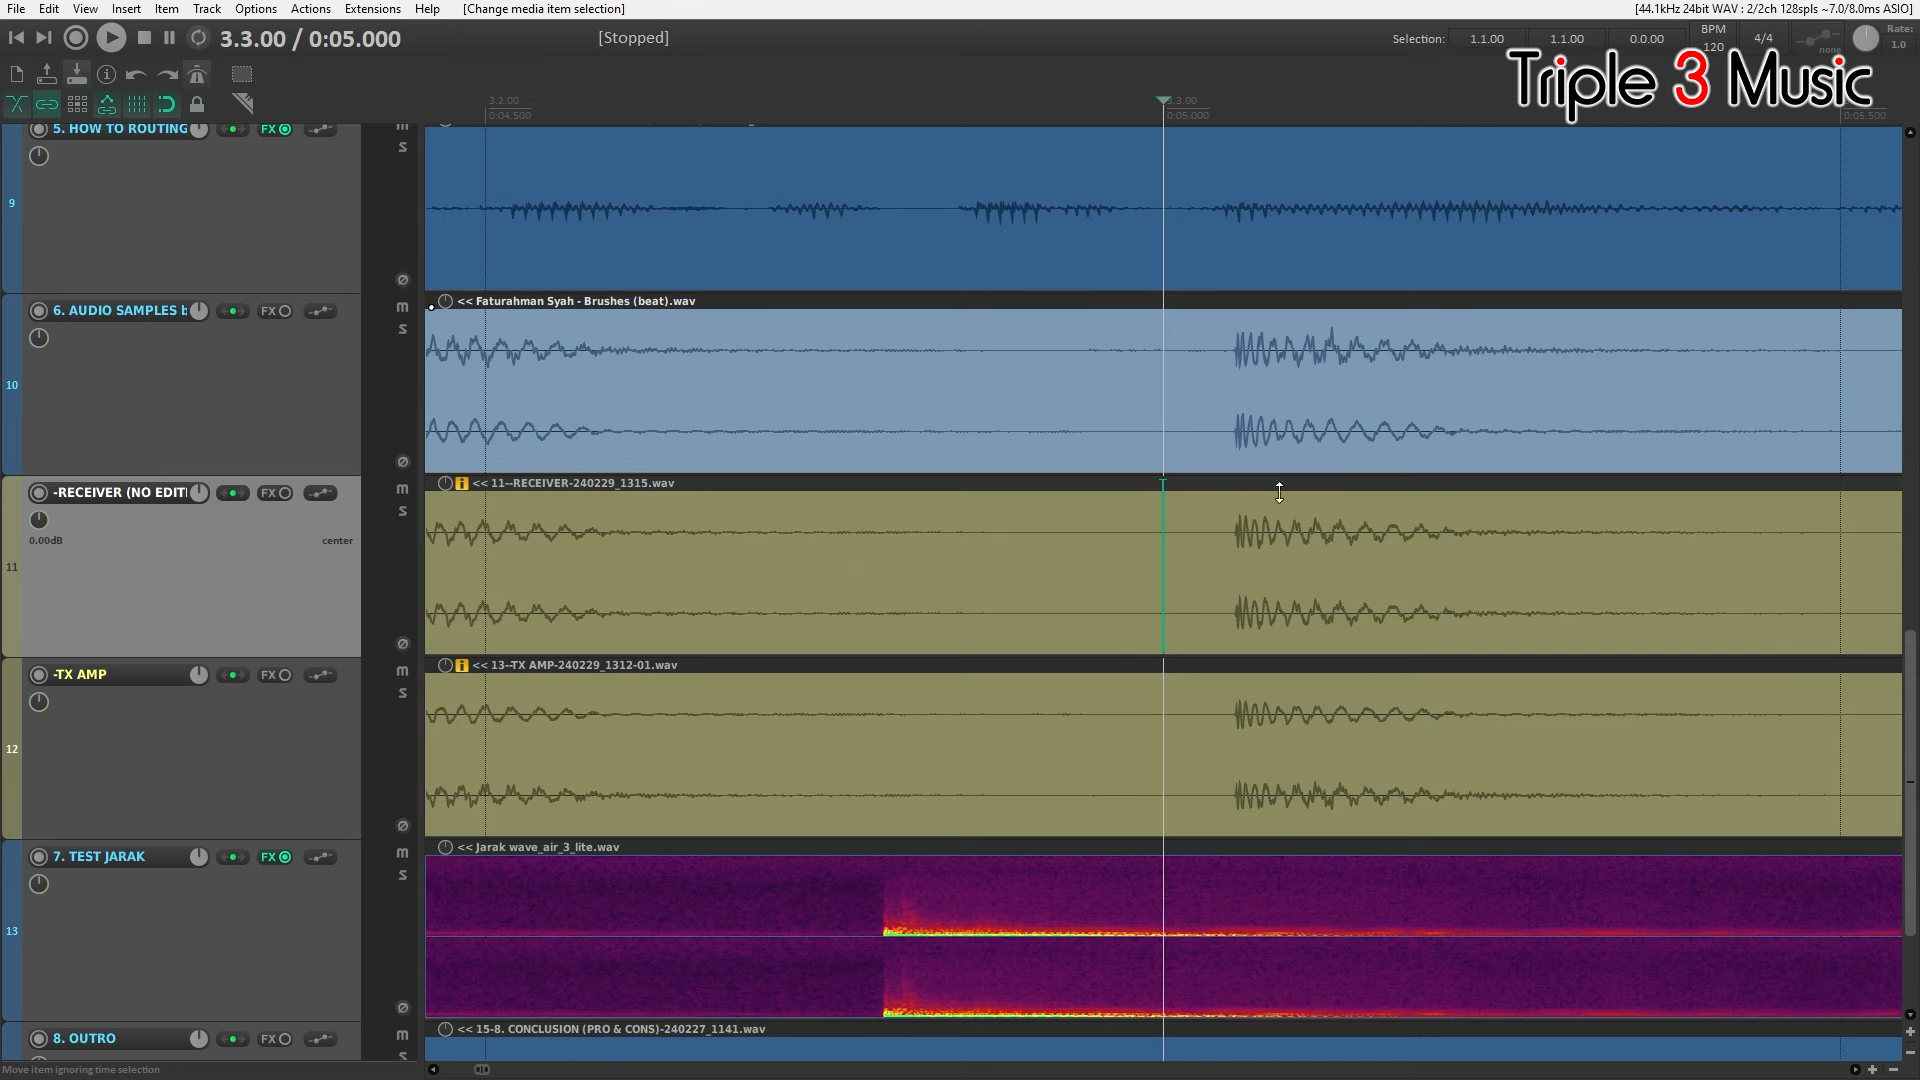 File Edit View Insert Item Track Options Actions Extensions Help [Change media item selection] [44.1kHz 24bit WAV : 2/2ch 128spls ~7.0/8.0ms ASIO]
3.3.00 / 0:05.000 [Stopped] Selection: 1.1.00 1.1.00 0.0.00 BPM 120 4/4 none Rate: 1.0
Triple 3 Music
3.2.00 3.3.00
0:04.500 0:05.000 0:05.500
5. HOW TO ROUTING FX M
S
9
<< Faturahman Syah - Brushes (beat).wav
6. AUDIO SAMPLES FX M
S
10
<< 11--RECEIVER-240229_1315.wav
-RECEIVER (NO EDIT FX M
S
0.00dB center
11
<< 13--TX AMP-240229_1312-01.wav
-TX AMP FX M
S
12
<< Jarak wave_air_3_lite.wav
7. TEST JARAK FX M
S
13
<< 15-8. CONCLUSION (PRO & CONS)-240227_1141.wav
8. OUTRO FX M
S
Move item ignoring time selection